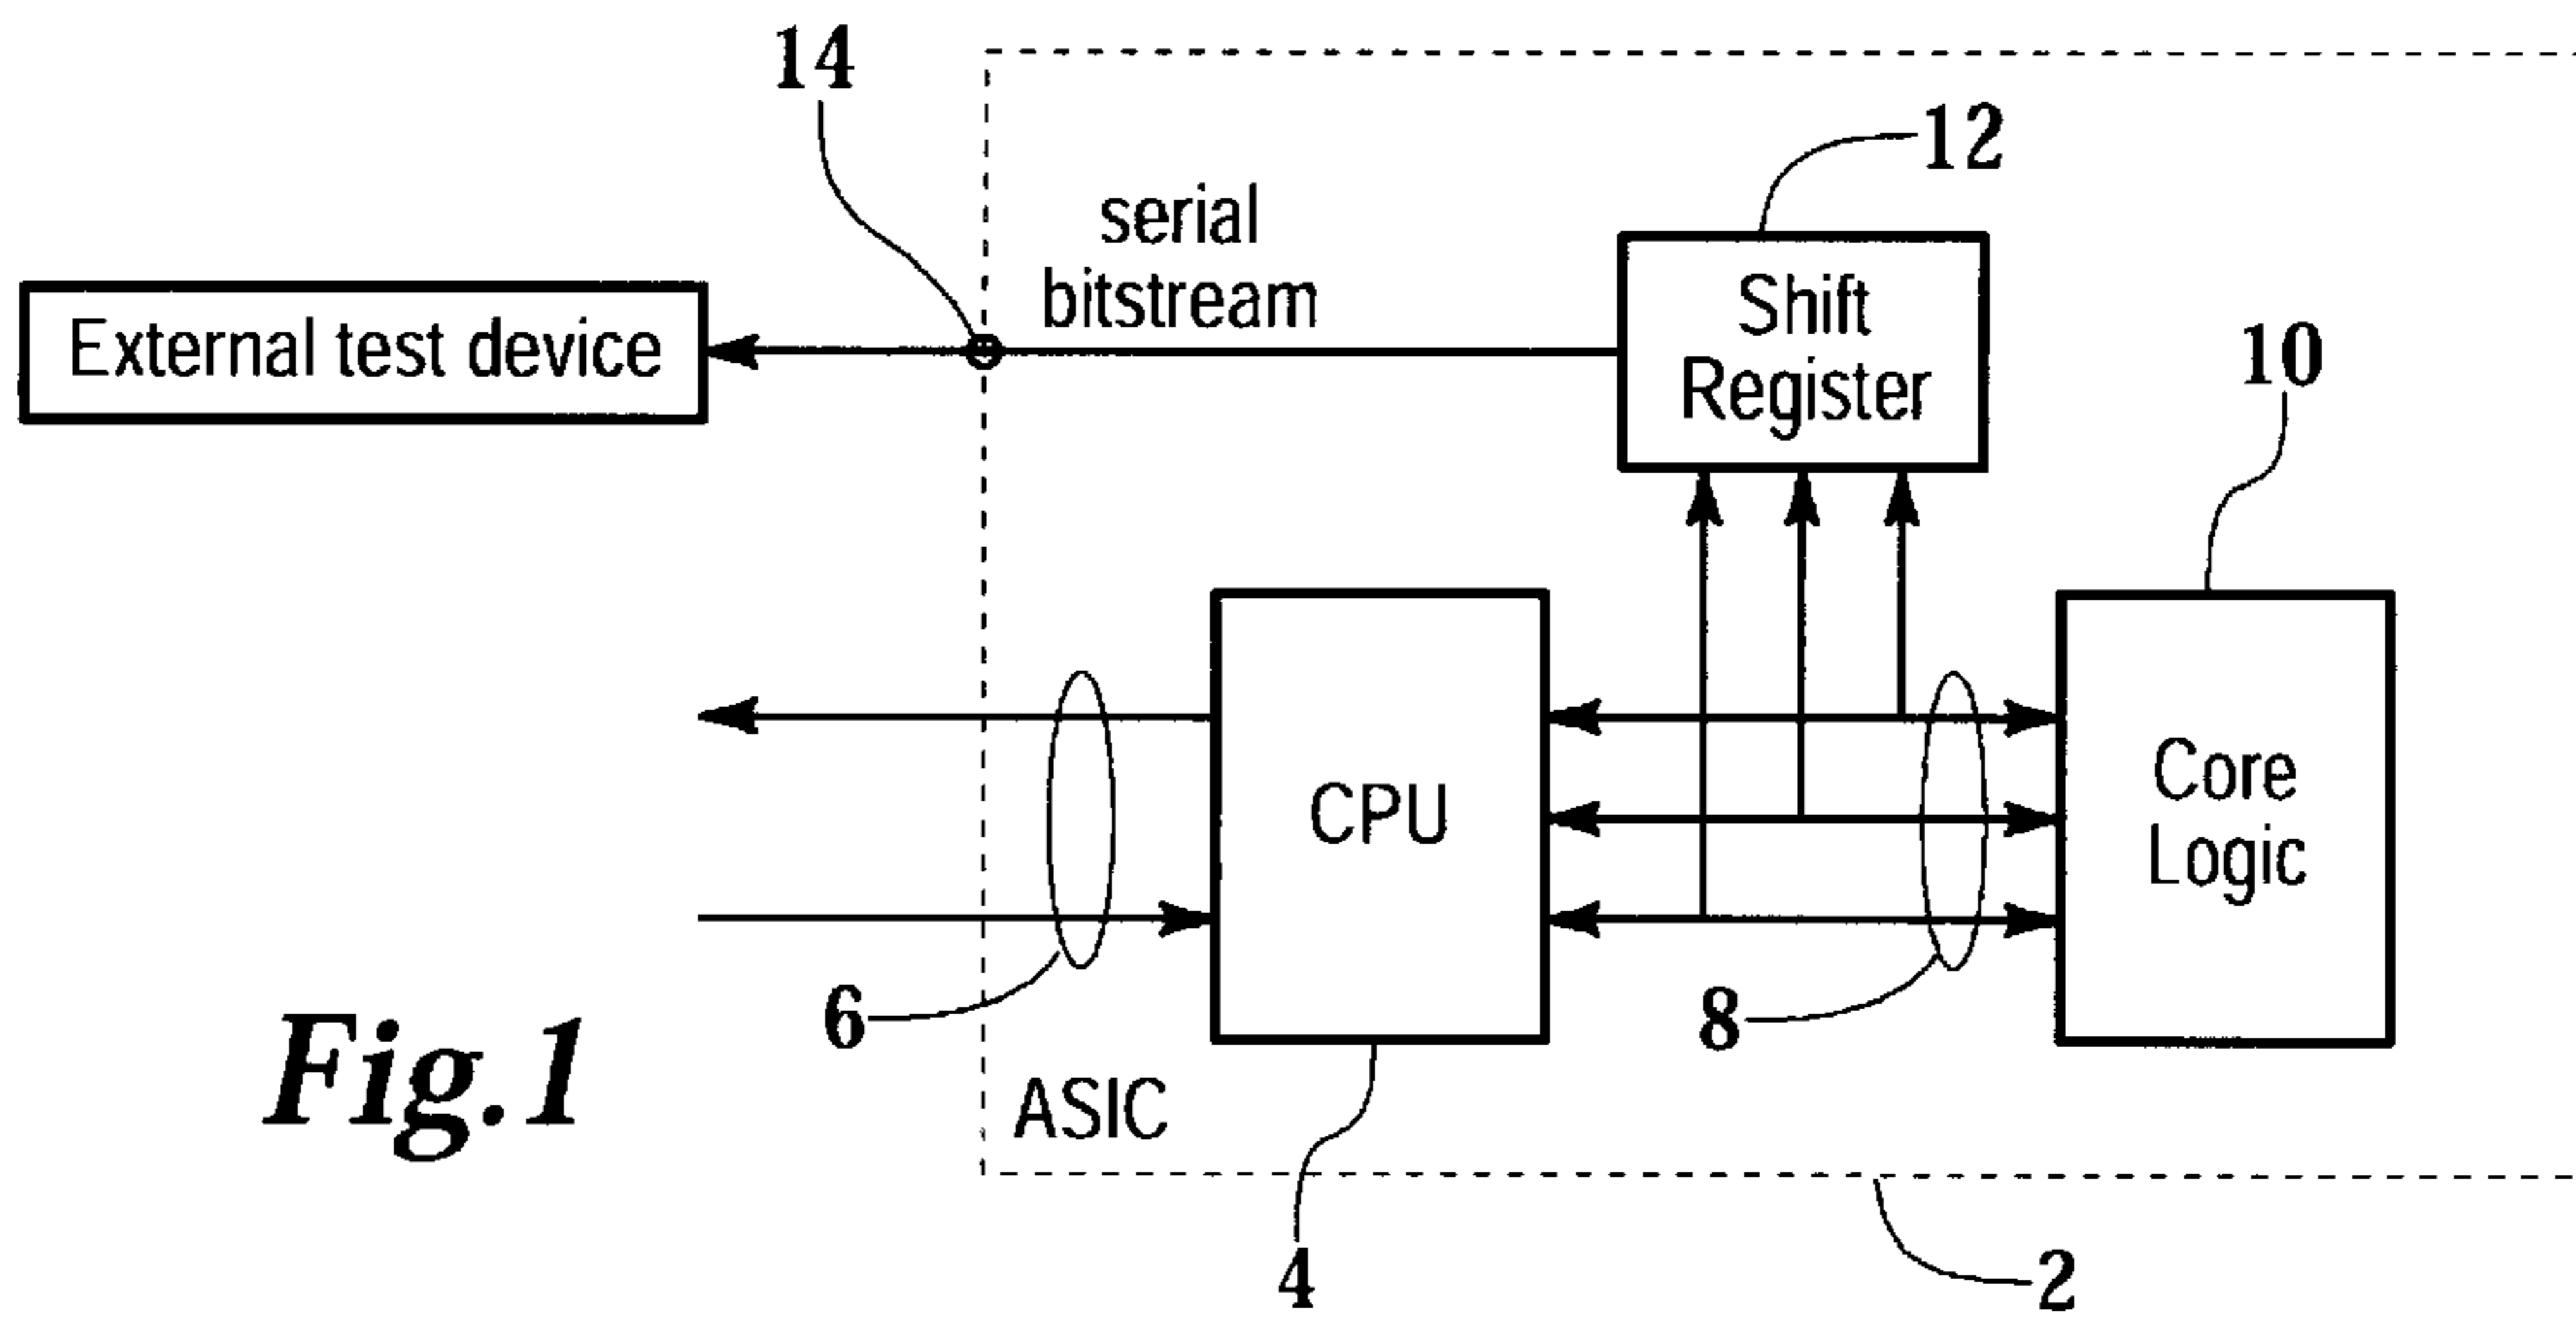 14
12
serial
bitstream
Shift
Register
External test device
10
CPU
Core
Logic
6
8
Fig.1
ASIC
4
2